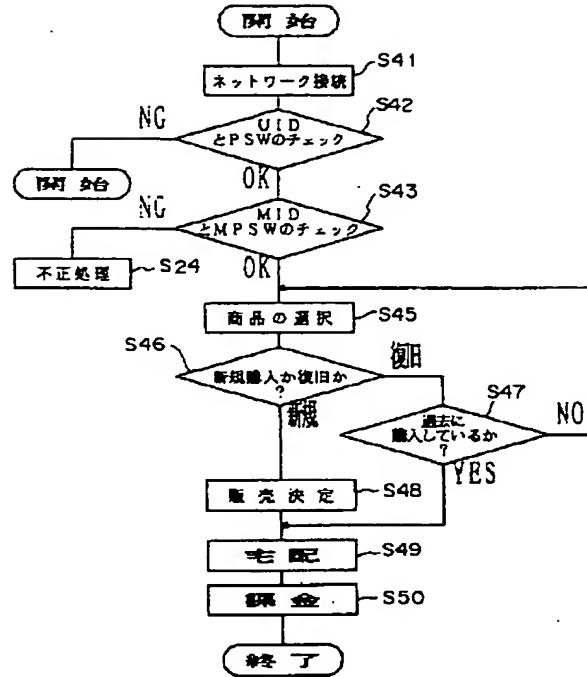 開始
S41
ネットワーク接続
S42
NG
UID
とPSWのチェック
開始
OK
S43
NG
MID
とMPSWのチェック
不正処理
S24
OK
商品の選択
S45
S46
新規購入か復旧か
?
復旧
S47
新規
過去に
購入しているか
?
NO
YES
販売決定
S48
宅配
S49
課金
S50
終了